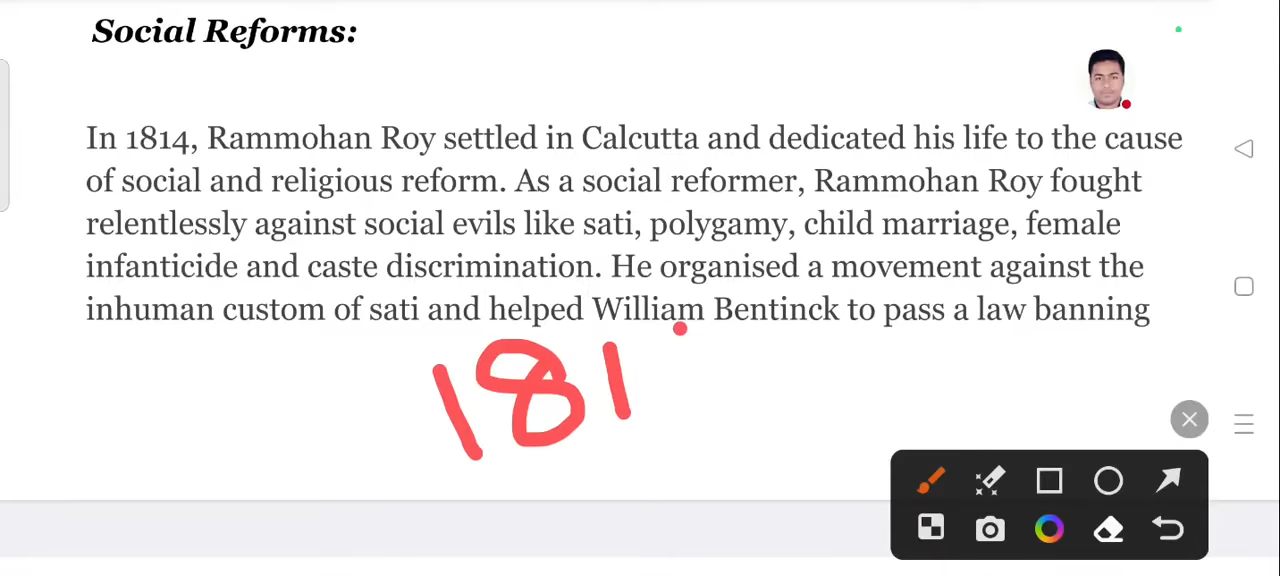 Social Reforms:
In 1814, Rammohan Roy settled in Calcutta and dedicated his life to the cause
of social and religious reform. As a social reformer, Rammohan Roy fought
relentlessly against social evils like sati, polygamy, child marriage, female
infanticide and caste discrimination. He organised a movement against the
inhuman custom of sati and helped William Bentinck to pass a law banning
181